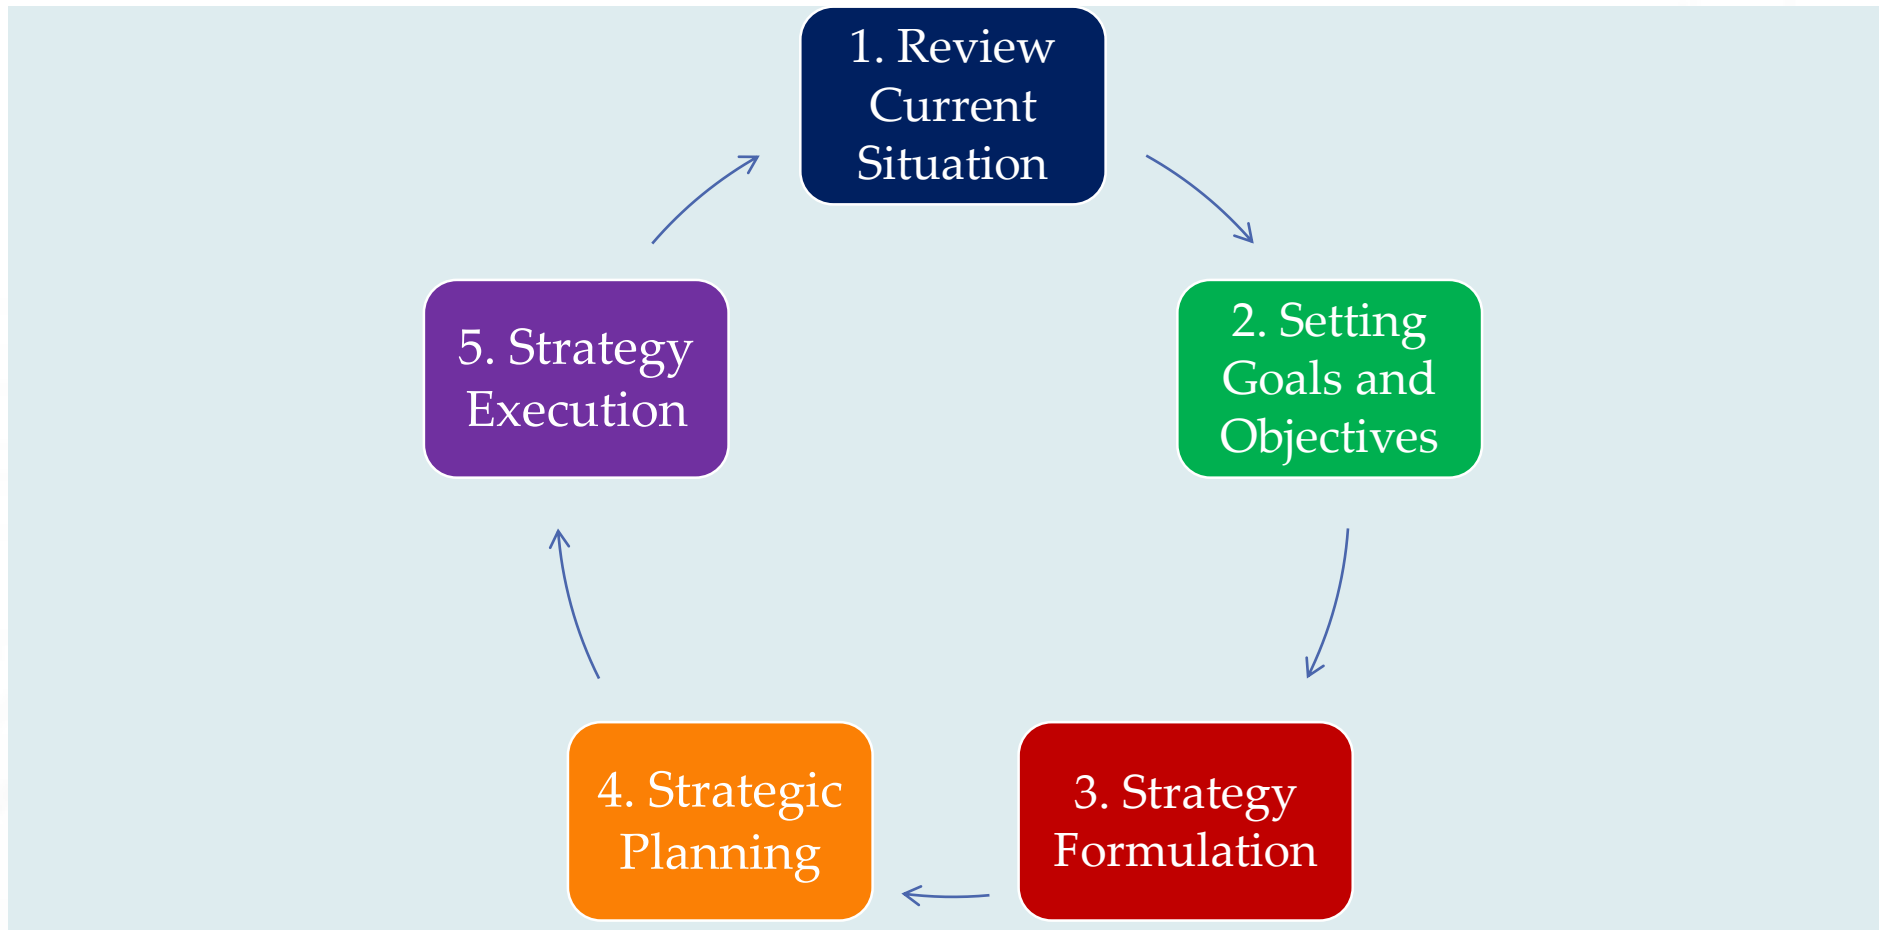 1. Review
Current
Situation
2. Setting
Goals and
Objectives
3. Strategy
Formulation
4. Strategic
Planning
5. Strategy
Execution